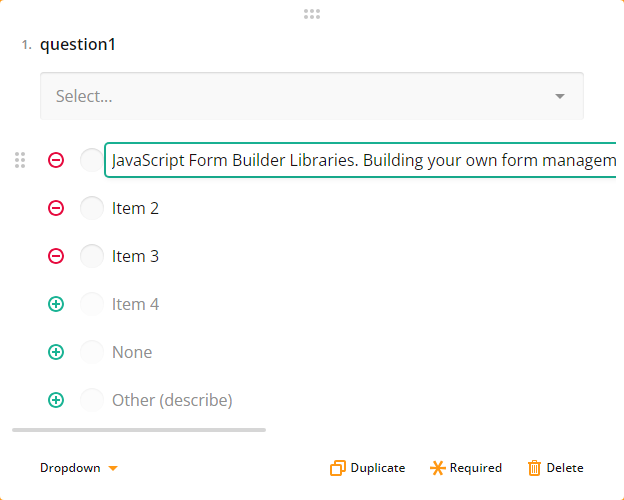 1. question1
Select...
JavaScript Form Builder Libraries. Building your own form managem
Item 2
Item 3
Item 4
None
Other (describe)
Dropdown Duplicate Required Delete